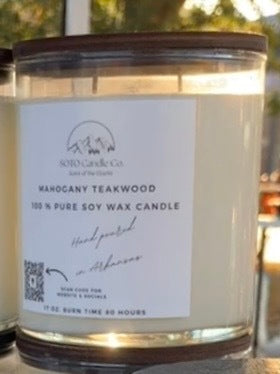 SOTO Candle Co.
Scent of the Ozarks
MAHOGANY TEAKWOOD
100 % PURE SOY WAX CANDLE
Hand poured
in Arkansas
SCAN CODE FOR
WEBSITE & SOCIALS
17 OZ. BURN TIME 80 HOURS